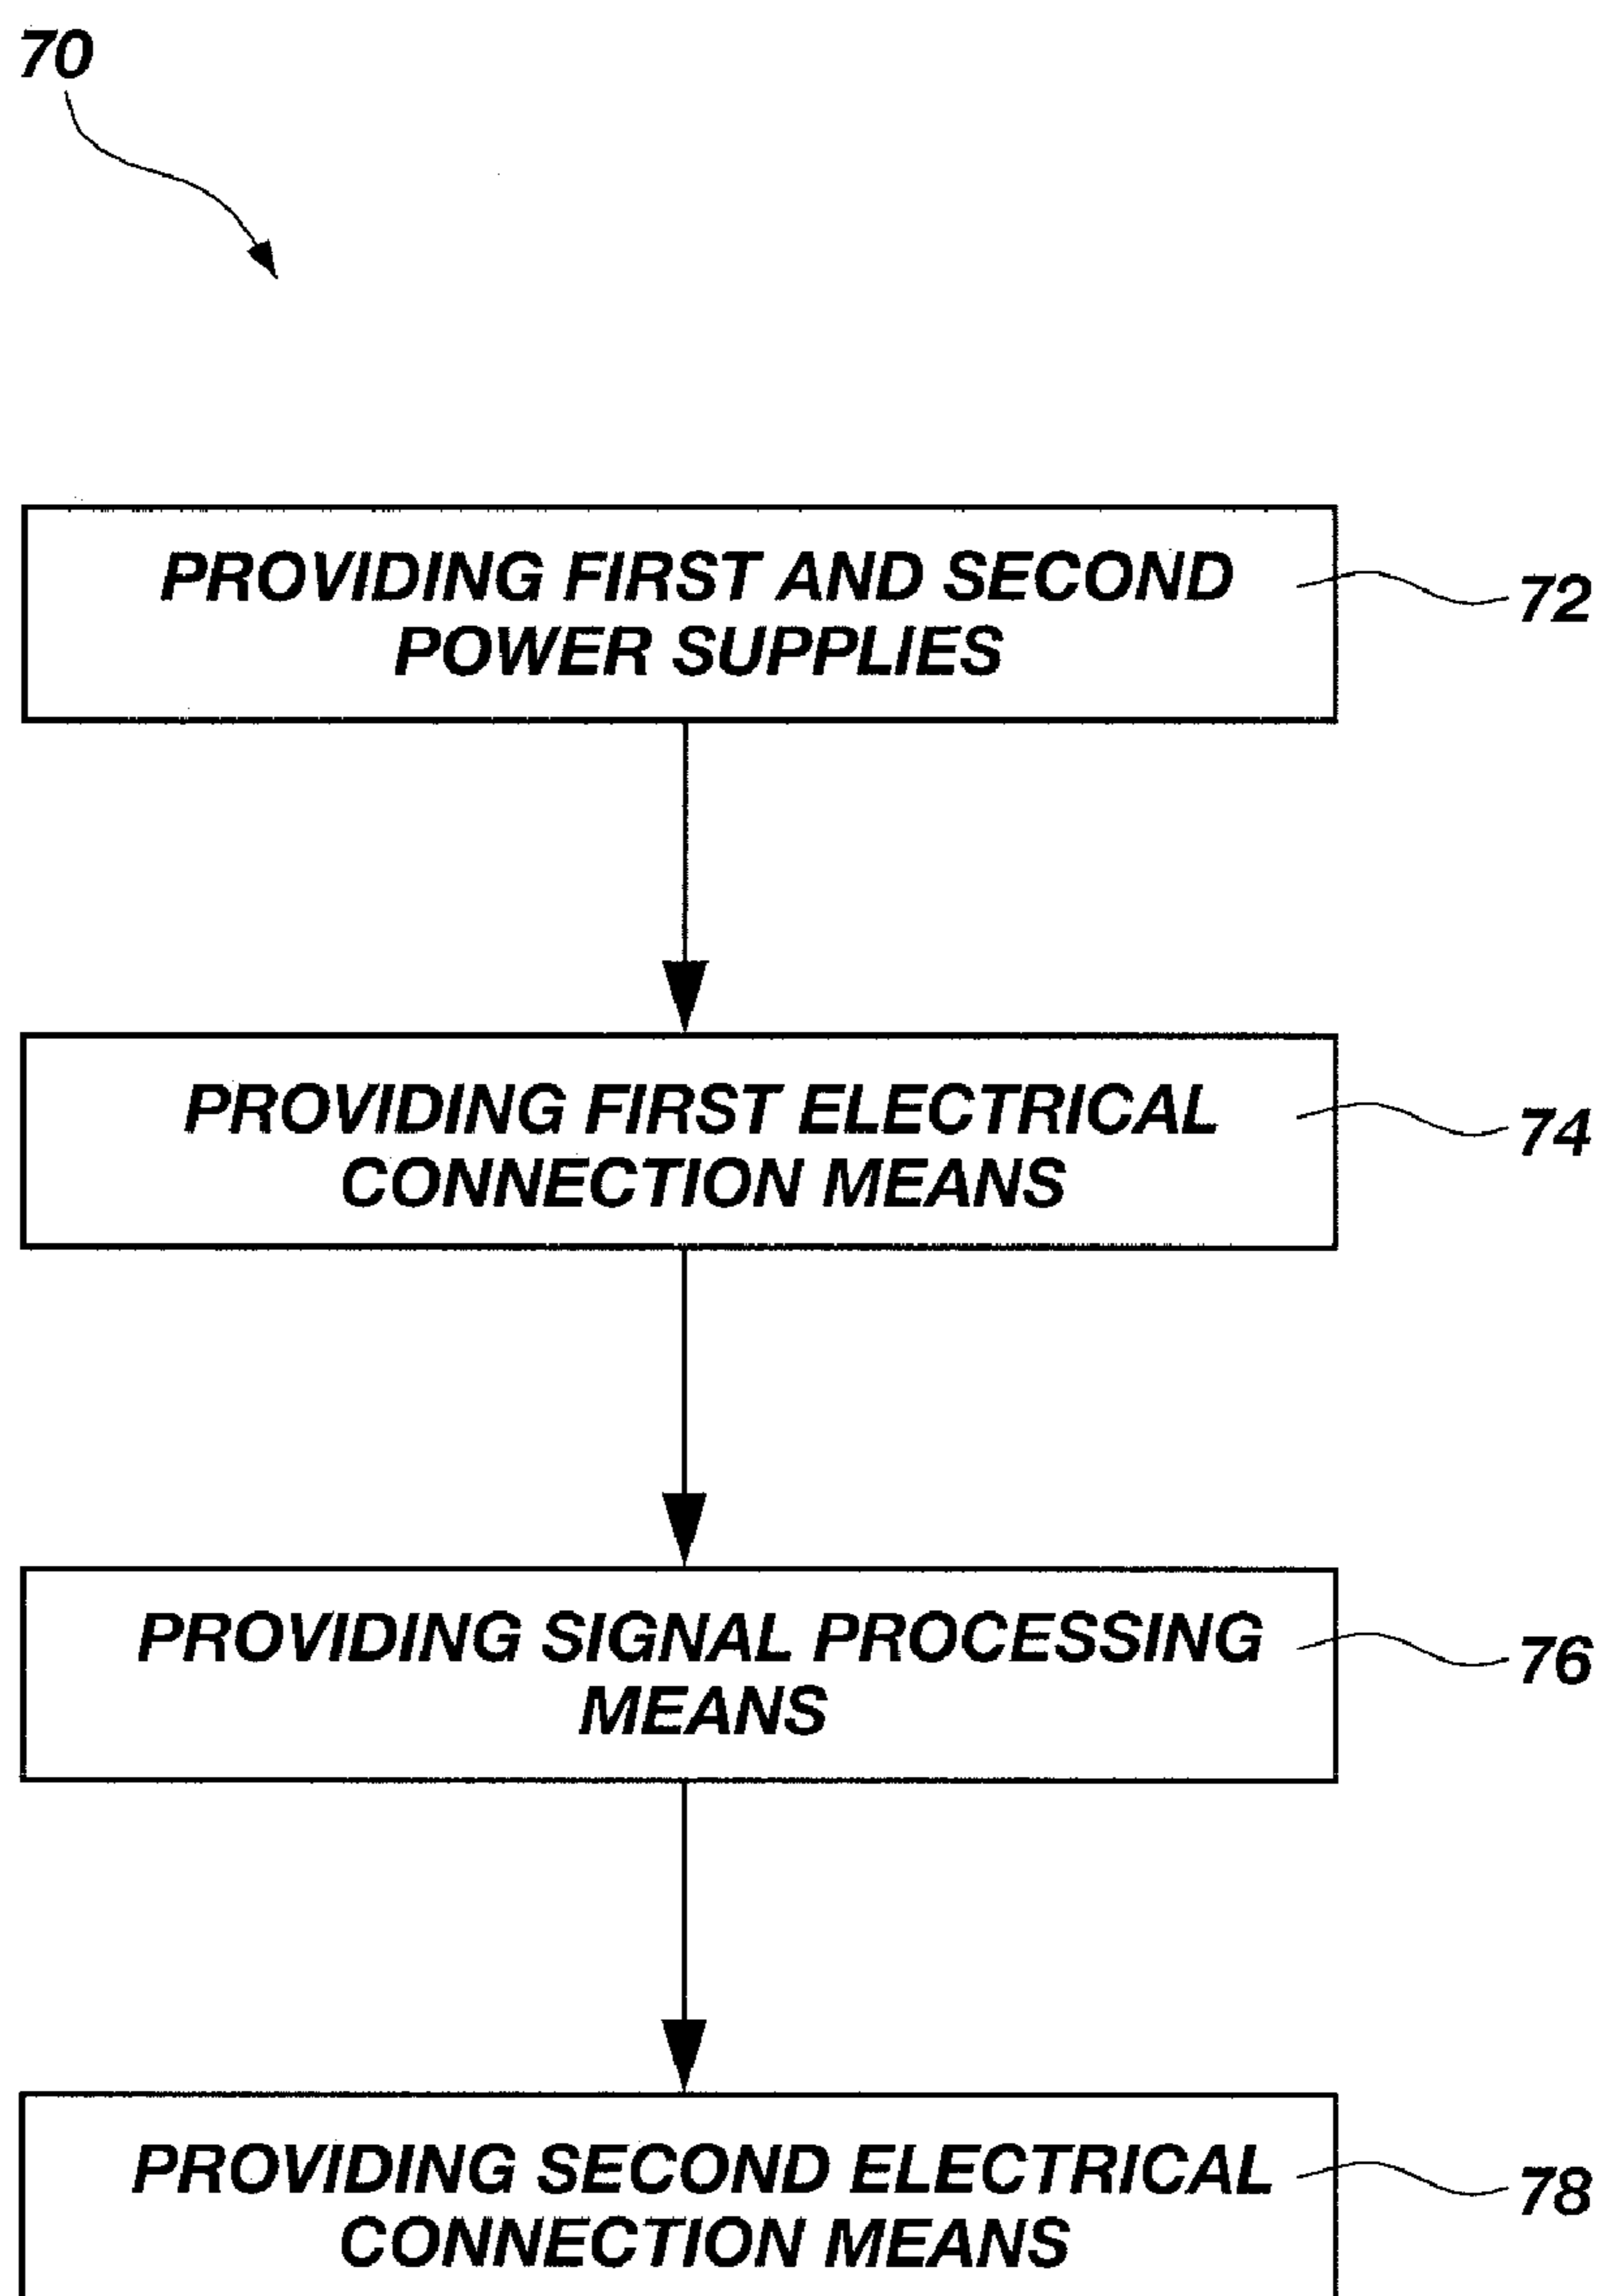 70
PROVIDING FIRST AND SECOND
POWER SUPPLIES
72
PROVIDING FIRST ELECTRICAL
CONNECTION MEANS
74
PROVIDING SIGNAL PROCESSING
MEANS
76
PROVIDING SECOND ELECTRICAL
CONNECTION MEANS
78